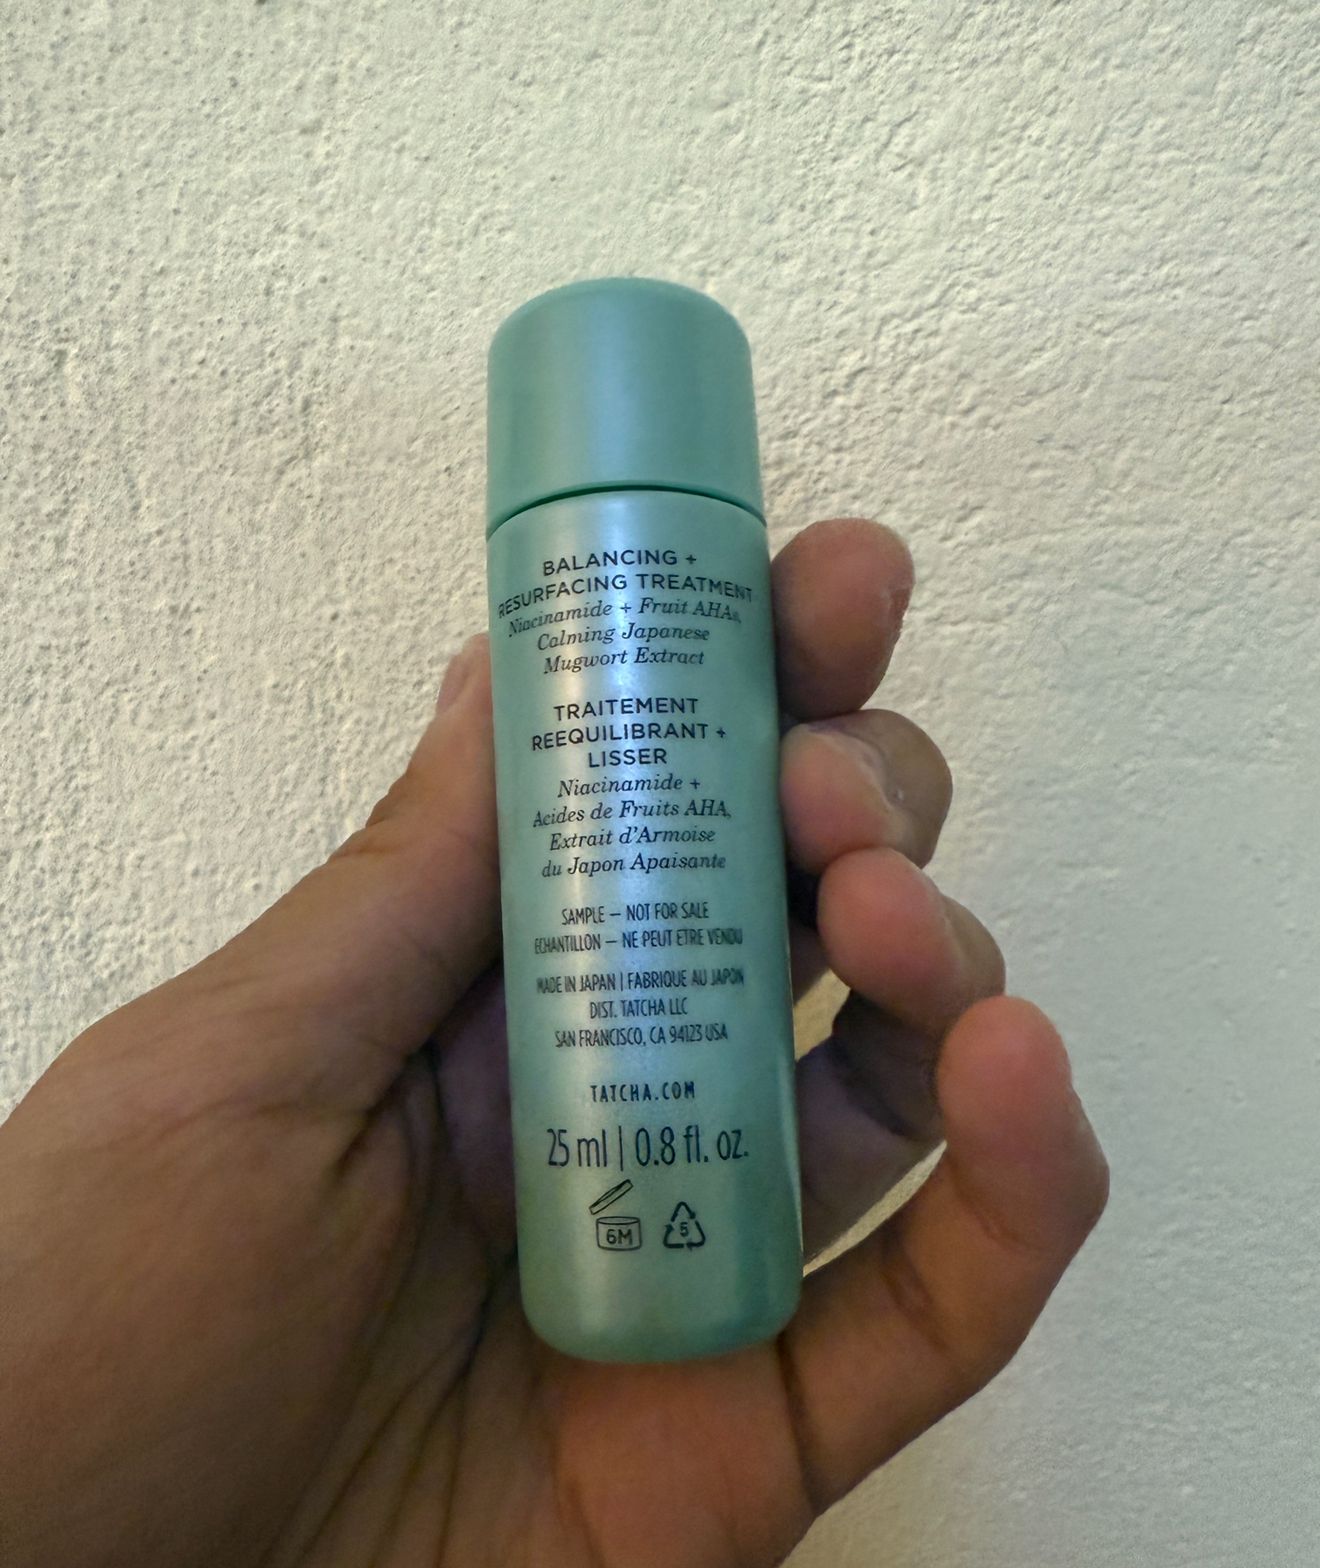 BALANCING +
RESURFACING TREATMENT
Niacinamide + Fruit AHAs,
Calming Japanese
Mugwort Extract
TRAITEMENT
REEQUILIBRANT +
LISSER
Niacinamide +
Acides de Fruits AHA,
Extrait d'Armoise
du Japon Apaisante
SAMPLE – NOT FOR SALE
ECHANTILLON – NE PEUT ETRE VENDU
MADE IN JAPAN | FABRIQUE AU JAPON
DIST. TATCHA LLC
SAN FRANCISCO, CA 94123 USA
TATCHA.COM
25 ml | 0.8 fl. oz.
6M 5